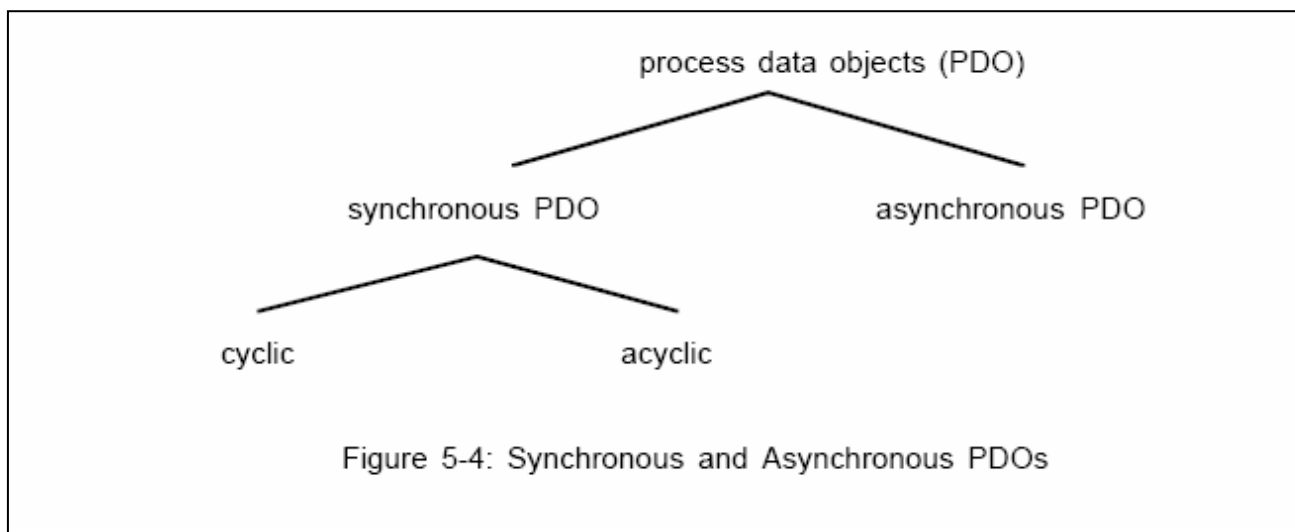 process data objects (PDO)
synchronous PDO
asynchronous PDO
cyclic
acyclic
Figure 5-4: Synchronous and Asynchronous PDOs